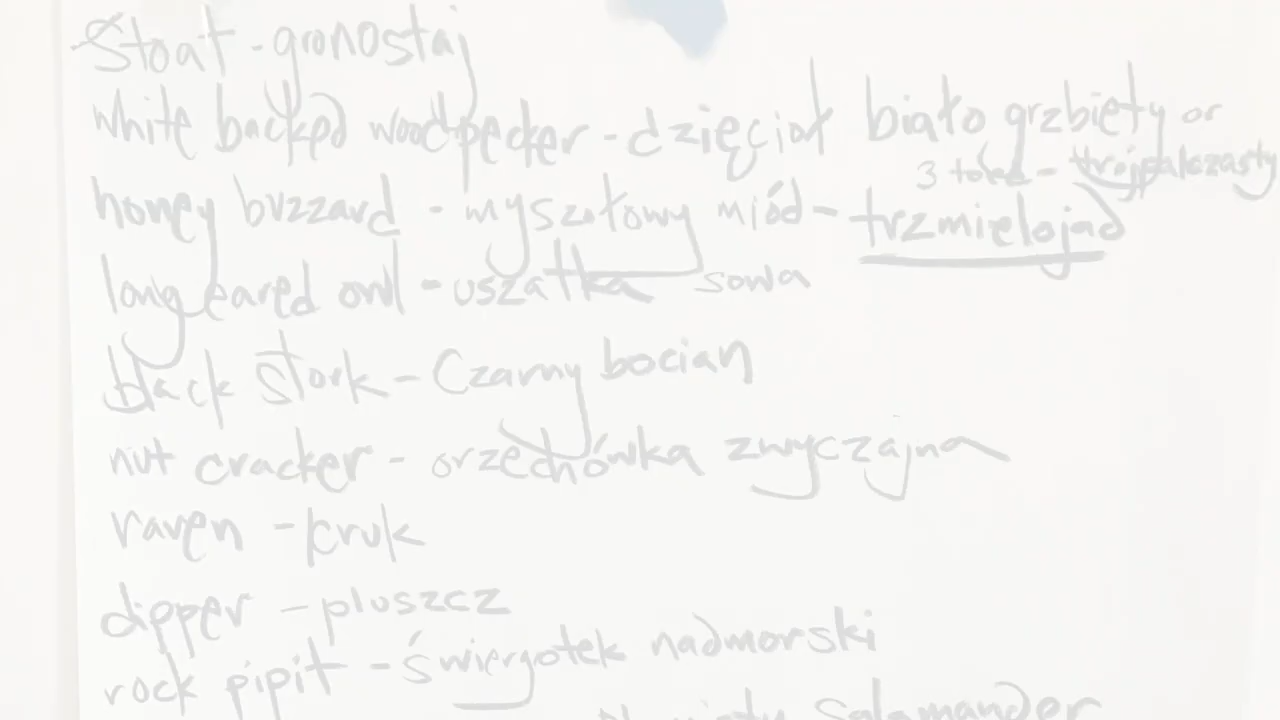 Stoat - gronostaj
white backed woodpecker - dzięcioł biało grzbiety or
3 toed - trójpalczasty
honey buzzard - myszołowy miód - trzmielojad
long eared owl - uszatka sowa
black stork - Czarny bocian
nut cracker - orzechówka zwyczajna
raven - kruk
dipper - pluszcz
rock pipit - świergotek nadmorski
salamander